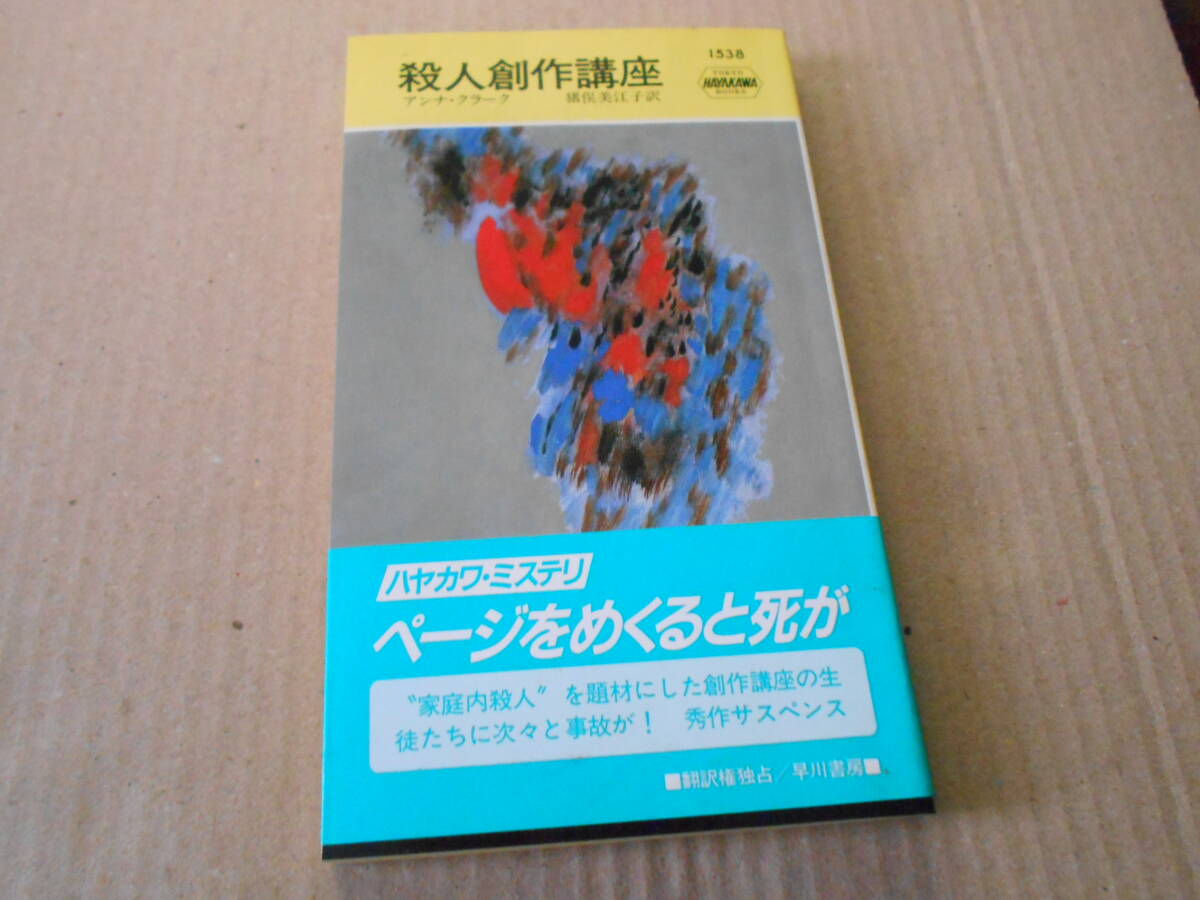 殺人創作講座
1538
アンナ・クラーク 猪俣美江子訳
TOKYO
HAYAKAWA
BOOKS
ハヤカワ・ミステリ
ページをめくると死が
〝家庭内殺人〟を題材にした創作講座の生
徒たちに次々と事故が! 秀作サスペンス
■翻訳権独占/早川書房■